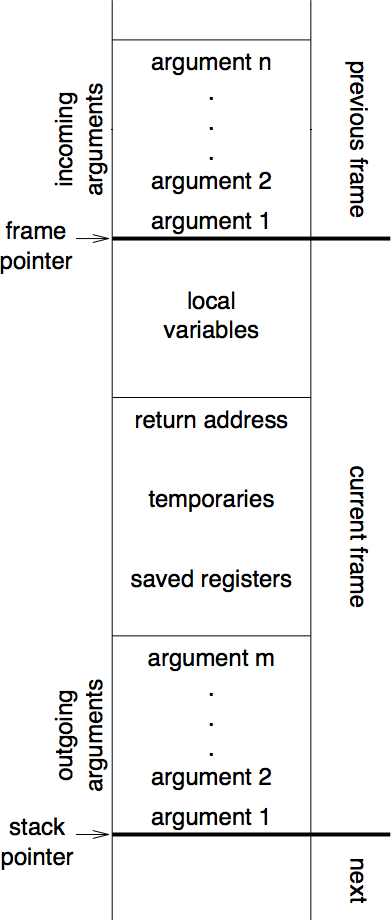 argument n
.
.
.
argument 2
argument 1
incoming
arguments
previous frame
frame
pointer
local
variables
return address
temporaries
saved registers
current frame
argument m
.
.
.
argument 2
argument 1
outgoing
arguments
stack
pointer
next